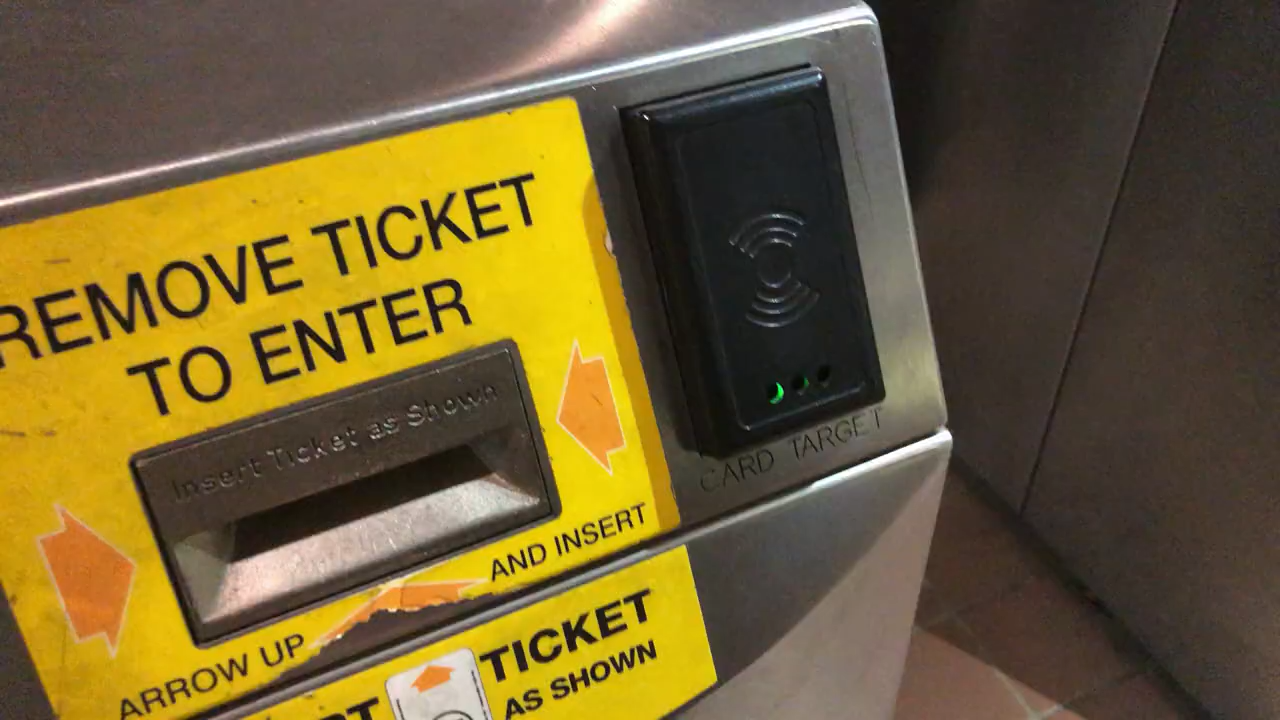 REMOVE TICKET
TO ENTER
Insert Ticket as Shown
CARD TARGET
ARROW UP AND INSERT
TICKET
AS SHOWN